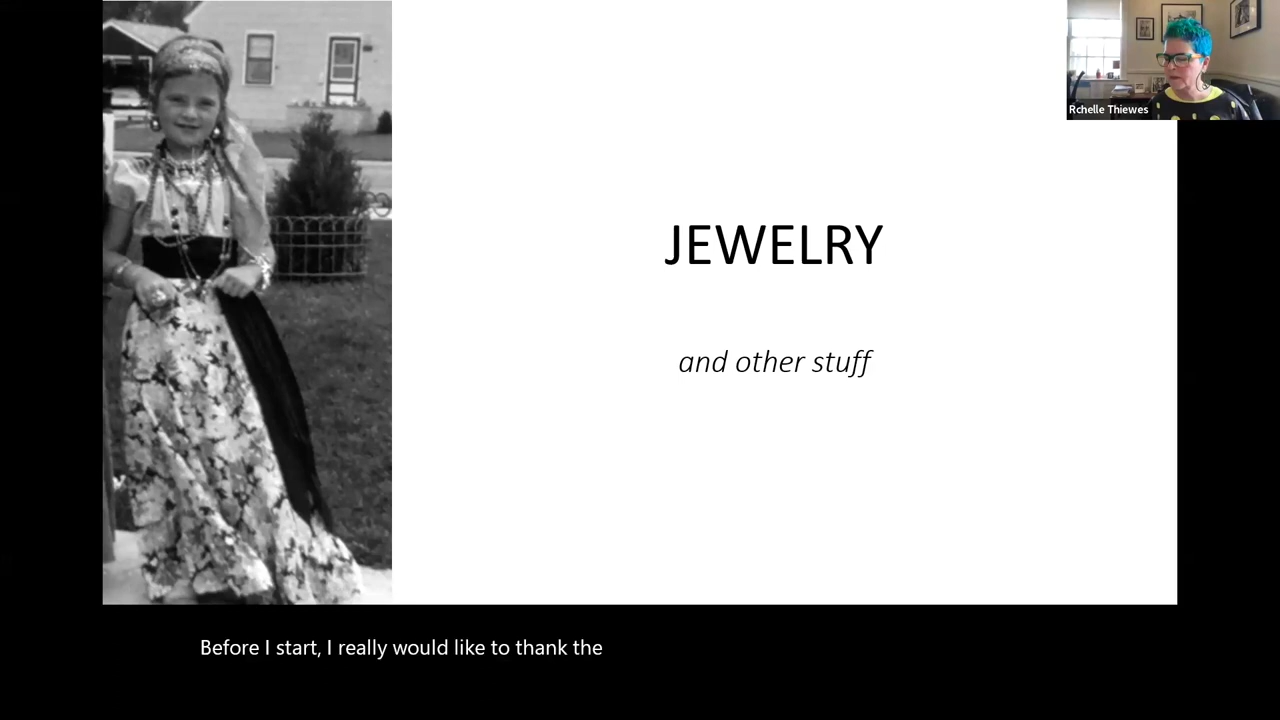 Rchelle Thiewes
JEWELRY
and other stuff
Before I start, I really would like to thank the